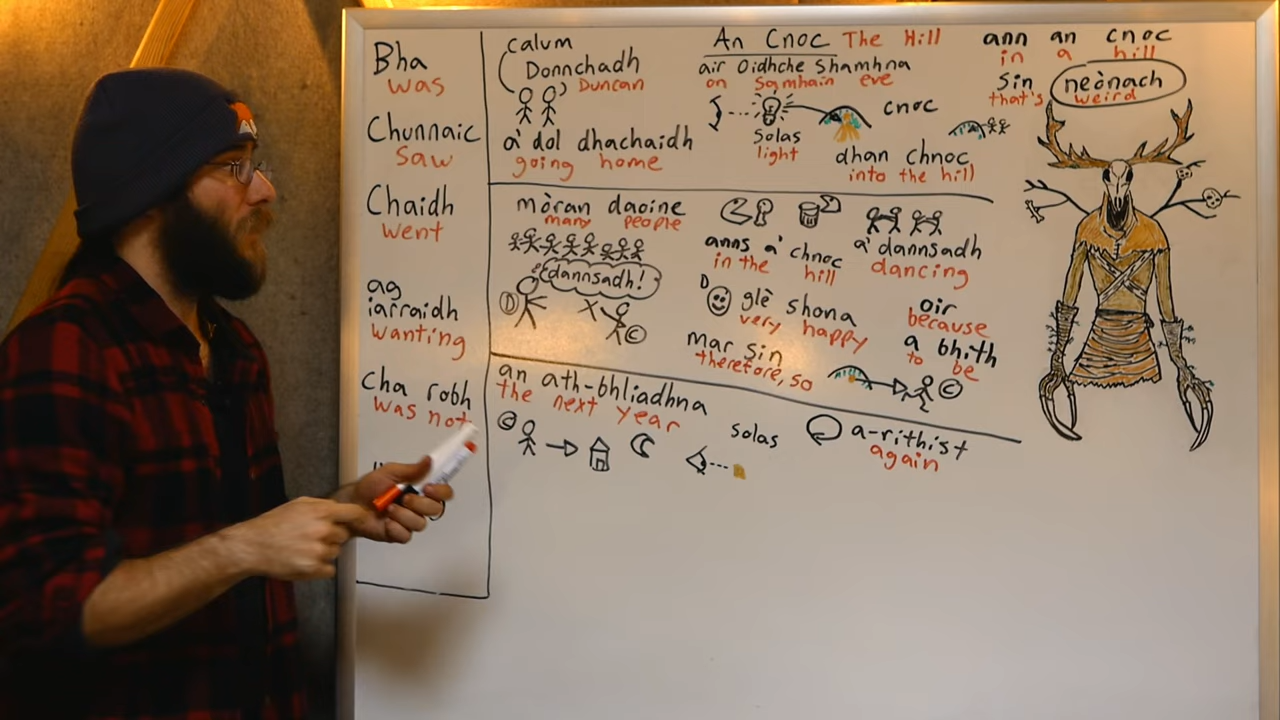 Bha
was
Chunnaic
Saw
Chaidh
went
ag
iarraidh
wanting
Cha robh
was not
Calum
Donnchadh
Duncan
a' dol dhachaidh
going home
An Cnoc The Hill
air Oidhche Shamhna
on Samhain eve
cnoc
Solas
light
dhan chnoc
into the hill
ann an cnoc
in a hill
Sin neònach
that's weird
mòran daoine
many people
dannsadh!
D
C
anns a' chnoc
in the hill
a' dannsadh
dancing
D
glè shona
very happy
oir
because
a bhith
to be
mar sin
therefore, so
C
an ath-bhliadhna
the next year
C
Solas
a-rithist
again